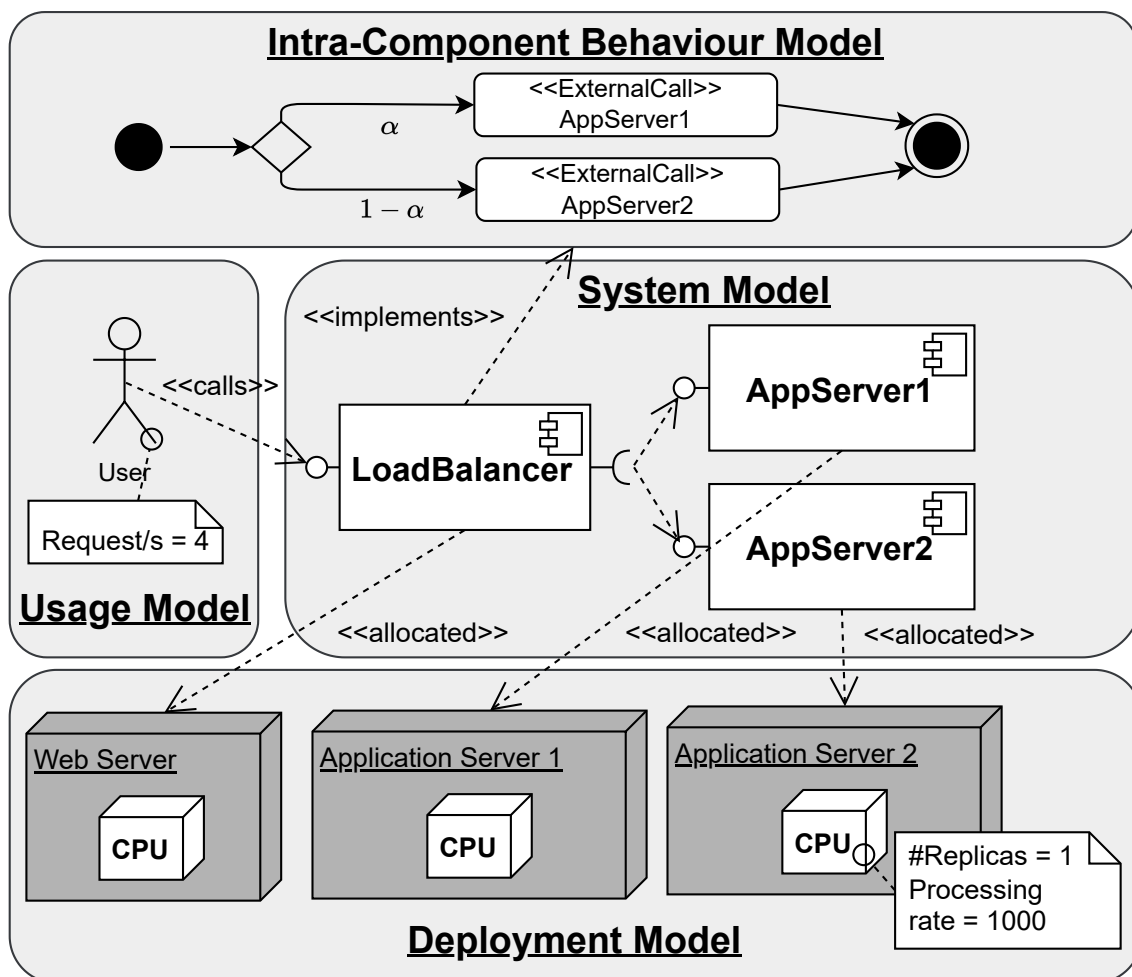 Intra-Component Behaviour Model
<<ExternalCall>>
AppServer1
α
<<ExternalCall>>
AppServer2
1 − α
System Model
<<implements>>
<<calls>>
AppServer1
LoadBalancer
User
Request/s = 4
AppServer2
Usage Model
<<allocated>>
<<allocated>>
<<allocated>>
Web Server
CPU
Application Server 1
CPU
Application Server 2
CPU
#Replicas = 1
Processing
rate = 1000
Deployment Model